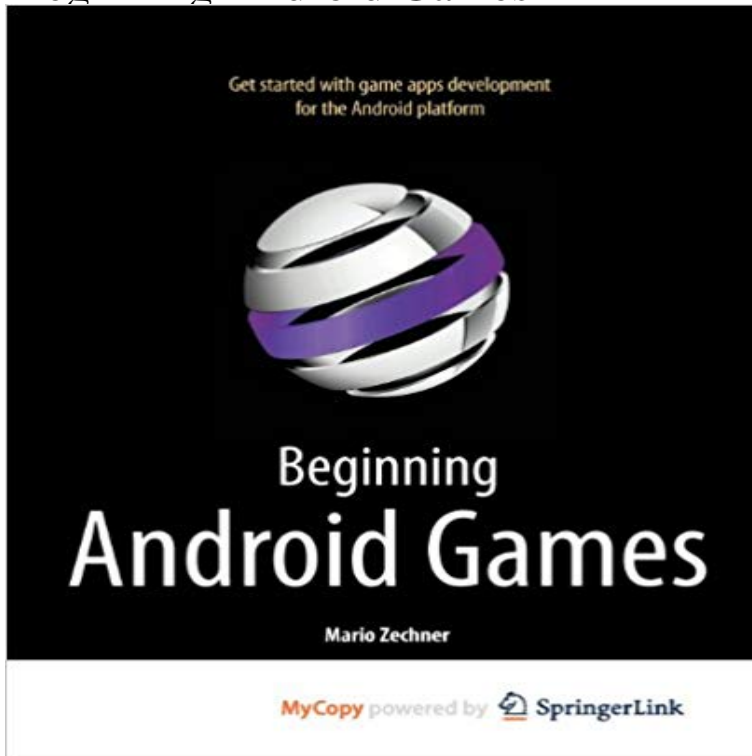 Get started with game apps development
for the Android platform
Beginning
Android Games
Mario Zechner
MyCopy powered by SpringerLink